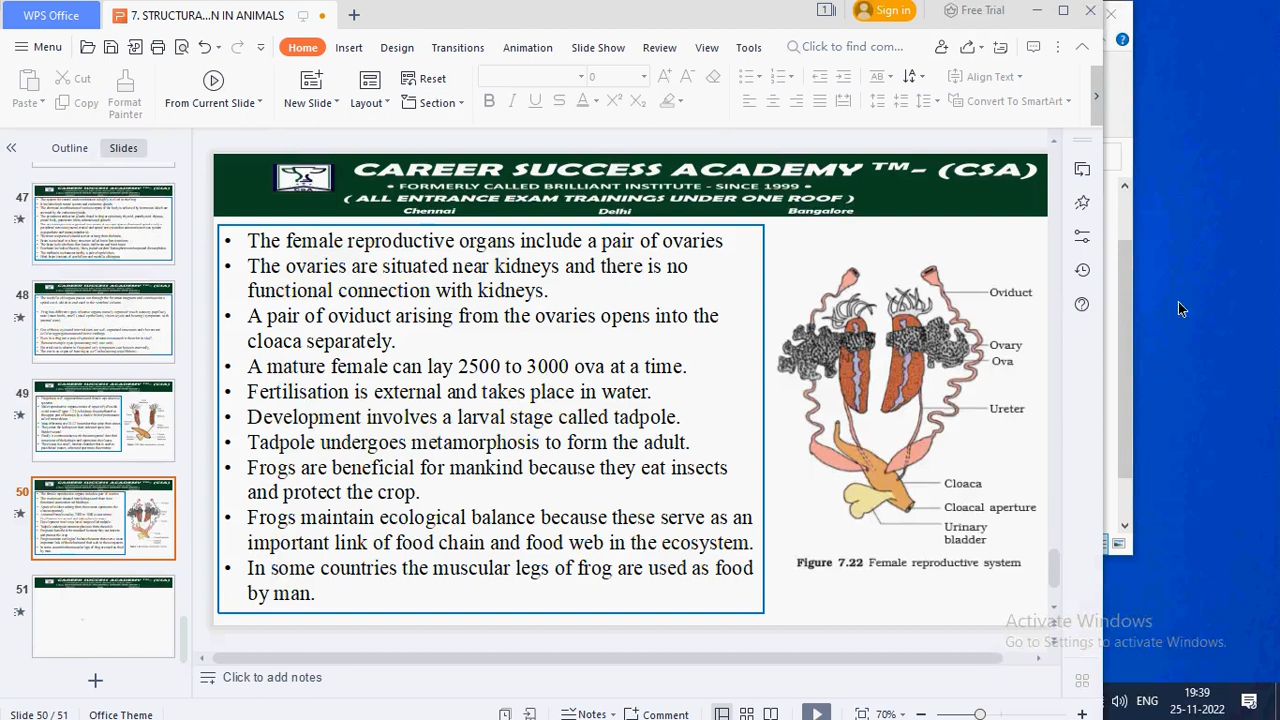 WPS Office
7. STRUCTURA...N IN ANIMALS
1
Sign in
Free Trial
Menu
Home
Insert
Design
Transitions
Animation
Slide Show
Review
View
Tools
Click to find com...
Paste
Cut
Copy
Format Painter
From Current Slide
New Slide
Layout
Reset
Section
0
B I U S A X² X₂
AB
Align Text
Convert To SmartArt
Outline
Slides
47
48
49
50
51
CAREER SUCCESS ACADEMY ™- (CSA)
• FORMERLY CALLED BRILLIANT INSTITUTE - SINCE 1999 •
( ALL ENTRANCE EXAM TRAINING UNDER ONE ROOF )
Chennai Delhi Bangalore
• The female reproductive organs include a pair of ovaries
• The ovaries are situated near kidneys and there is no
functional connection with kidneys.
• A pair of oviduct arising from the ovaries opens into the
cloaca separately.
• A mature female can lay 2500 to 3000 ova at a time.
• Fertilisation is external and takes place in water.
• Development involves a larval stage called tadpole.
• Tadpole undergoes metamorphosis to form the adult.
• Frogs are beneficial for mankind because they eat insects
and protect the crop.
• Frogs maintain ecological balance because these serve as an
important link of food chain and food web in the ecosystem.
• In some countries the muscular legs of frog are used as food
by man.
Oviduct
Ovary
Ova
Ureter
Cloaca
Cloacal aperture
Urinary
bladder
Figure 7.22 Female reproductive system
Activate Windows
Go to Settings to activate Windows.
Click to add notes
Slide 50 / 51
Office Theme
Notes
Comment
70%
ENG
19:39
25-11-2022